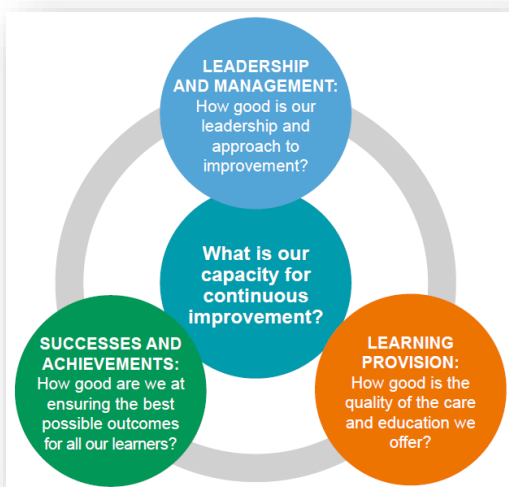 LEADERSHIP
AND MANAGEMENT:
How good is our
leadership and
approach to
improvement?
What is our
capacity for
continuous
improvement?
SUCCESSES AND
ACHIEVEMENTS:
How good are we at
ensuring the best
possible outcomes
for all our learners?
LEARNING
PROVISION:
How good is the
quality of the care
and education we
offer?